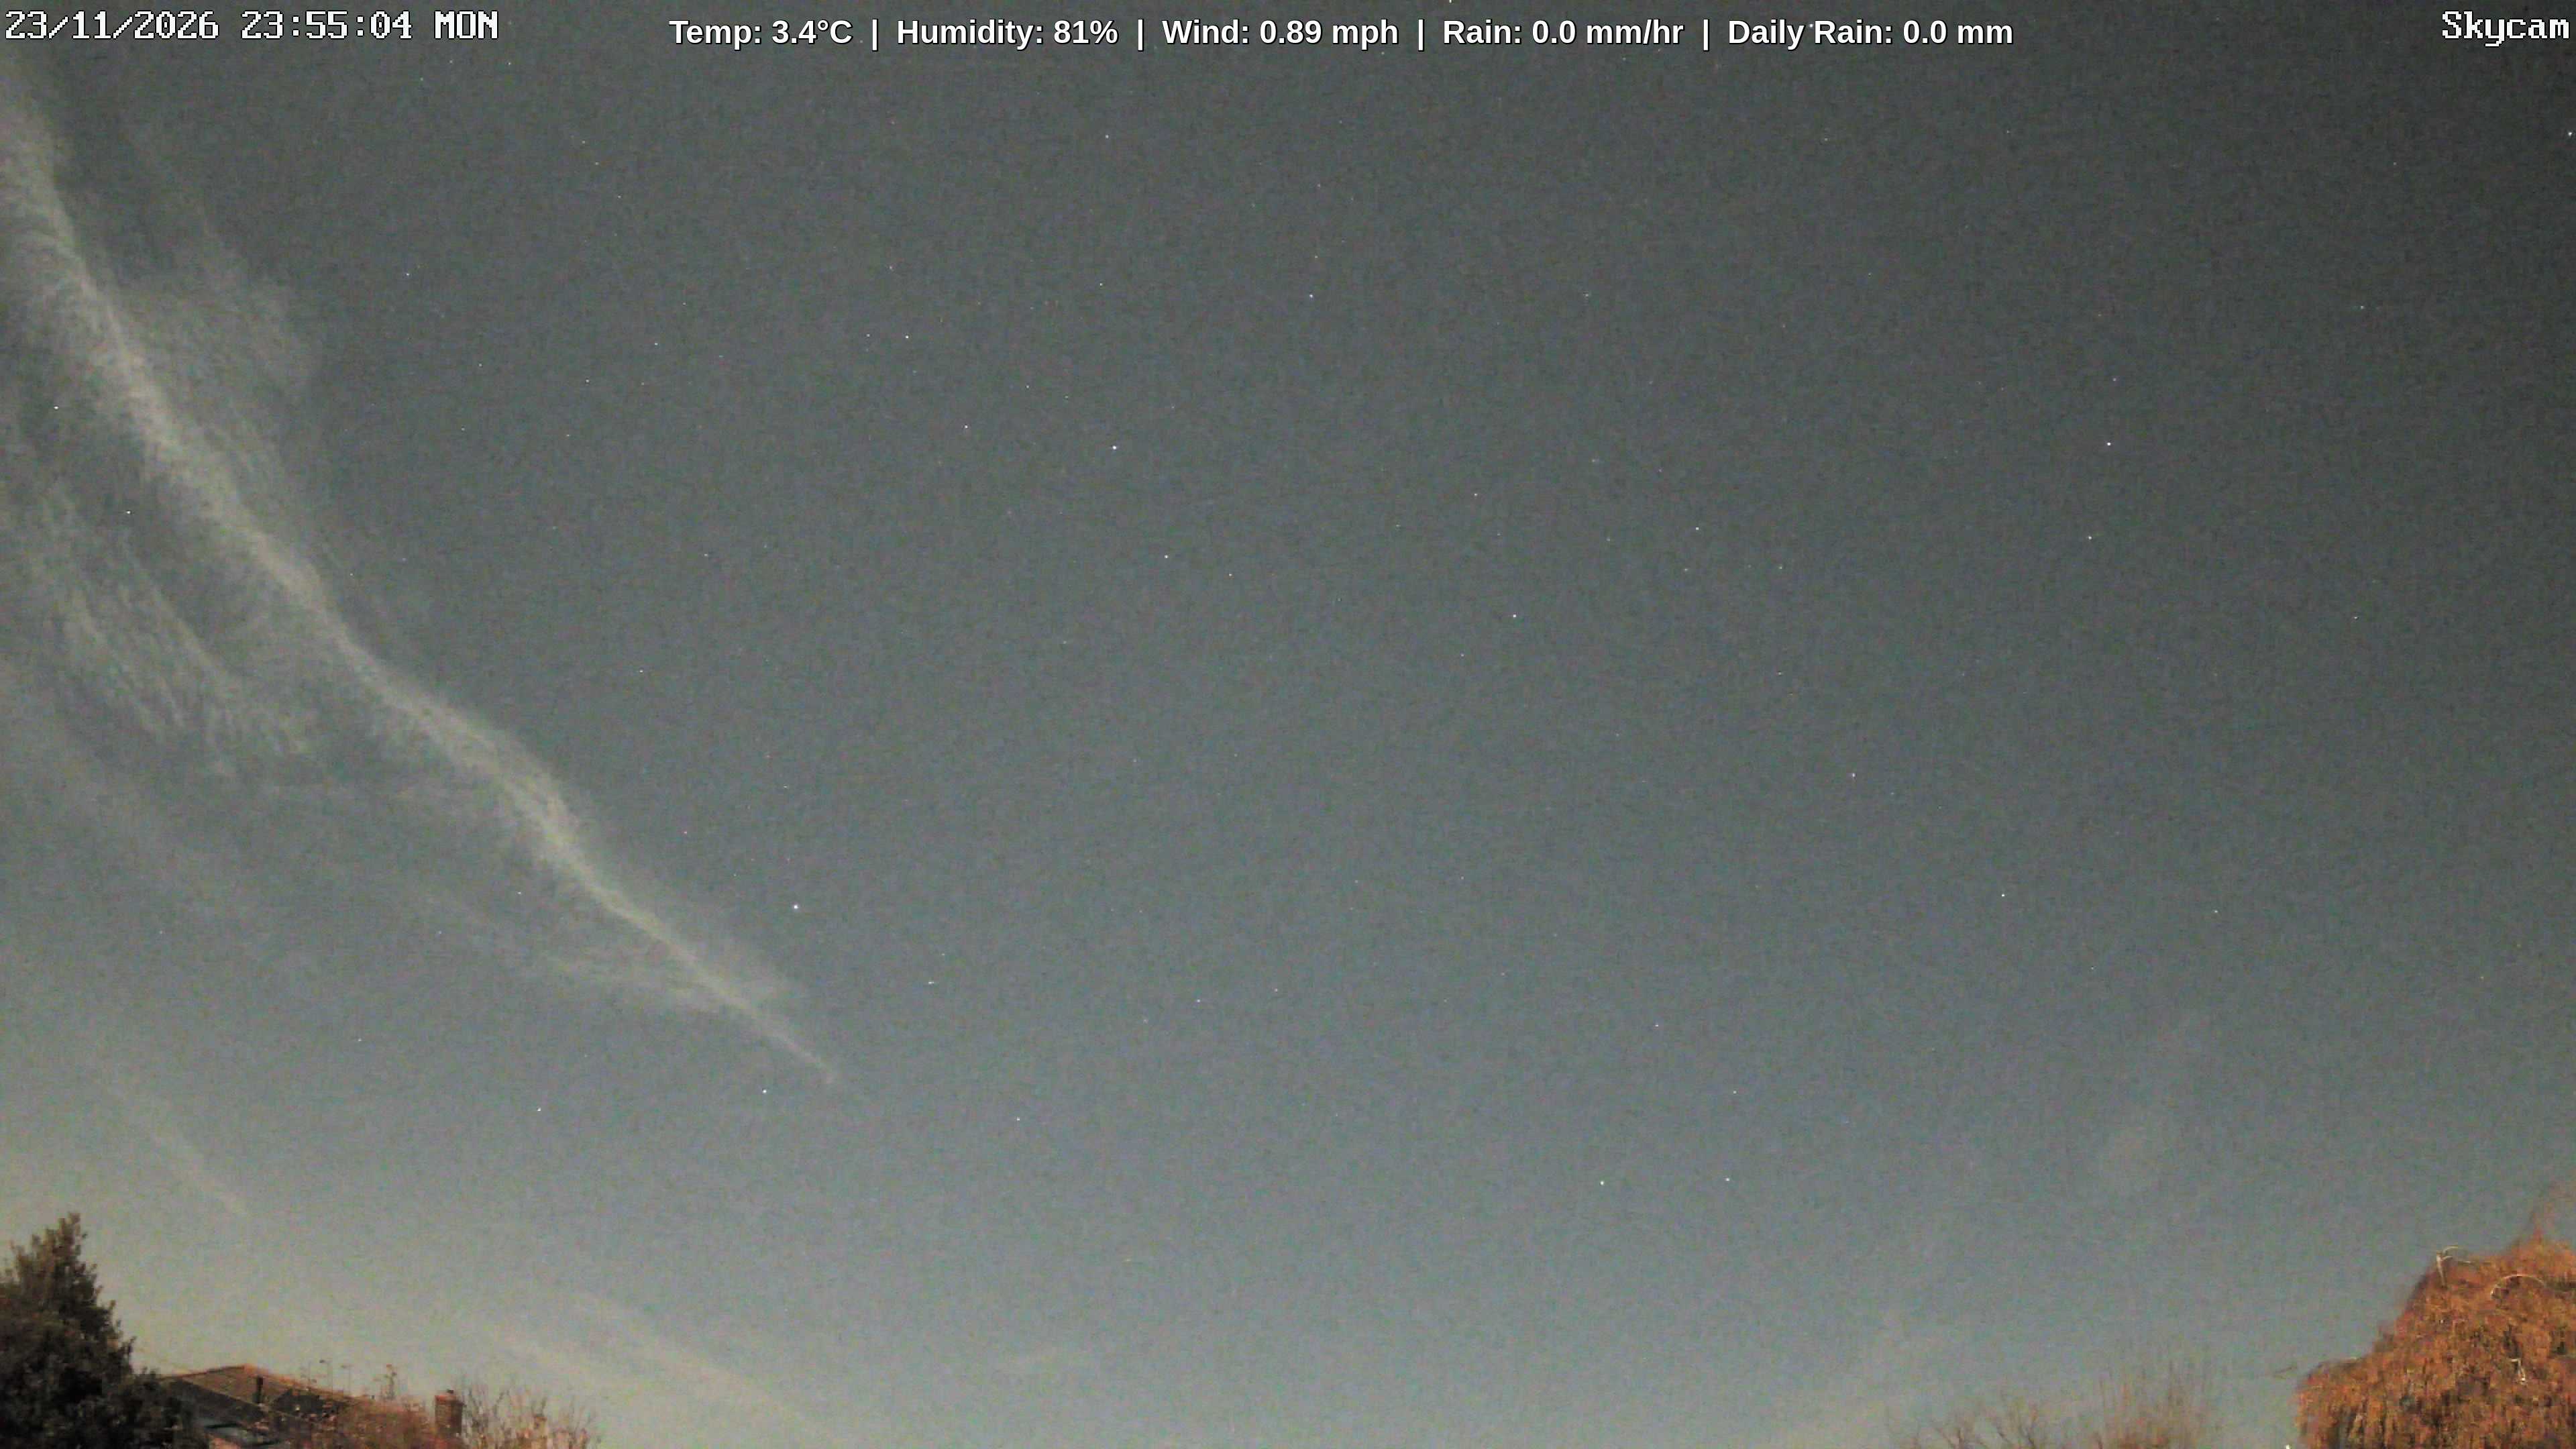 23/11/2026 23:55:04 MON
Temp: 3.4°C | Humidity: 81% | Wind: 0.89 mph | Rain: 0.0 mm/hr | Daily Rain: 0.0 mm
Skycam